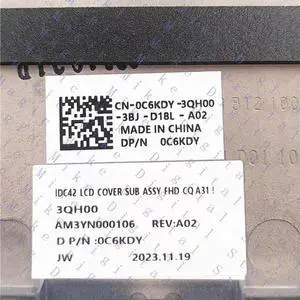 CN-0C6KDY-3QH00
-3BJ-D18L-A02
MADE IN CHINA
DP/N 0C6KDY
IDC42 LCD COVER SUB ASSY FHD CQ A31 !
3QH00
AM3YN000106 REV:A02
D P/N :0C6KDY
JW 2023.11.19